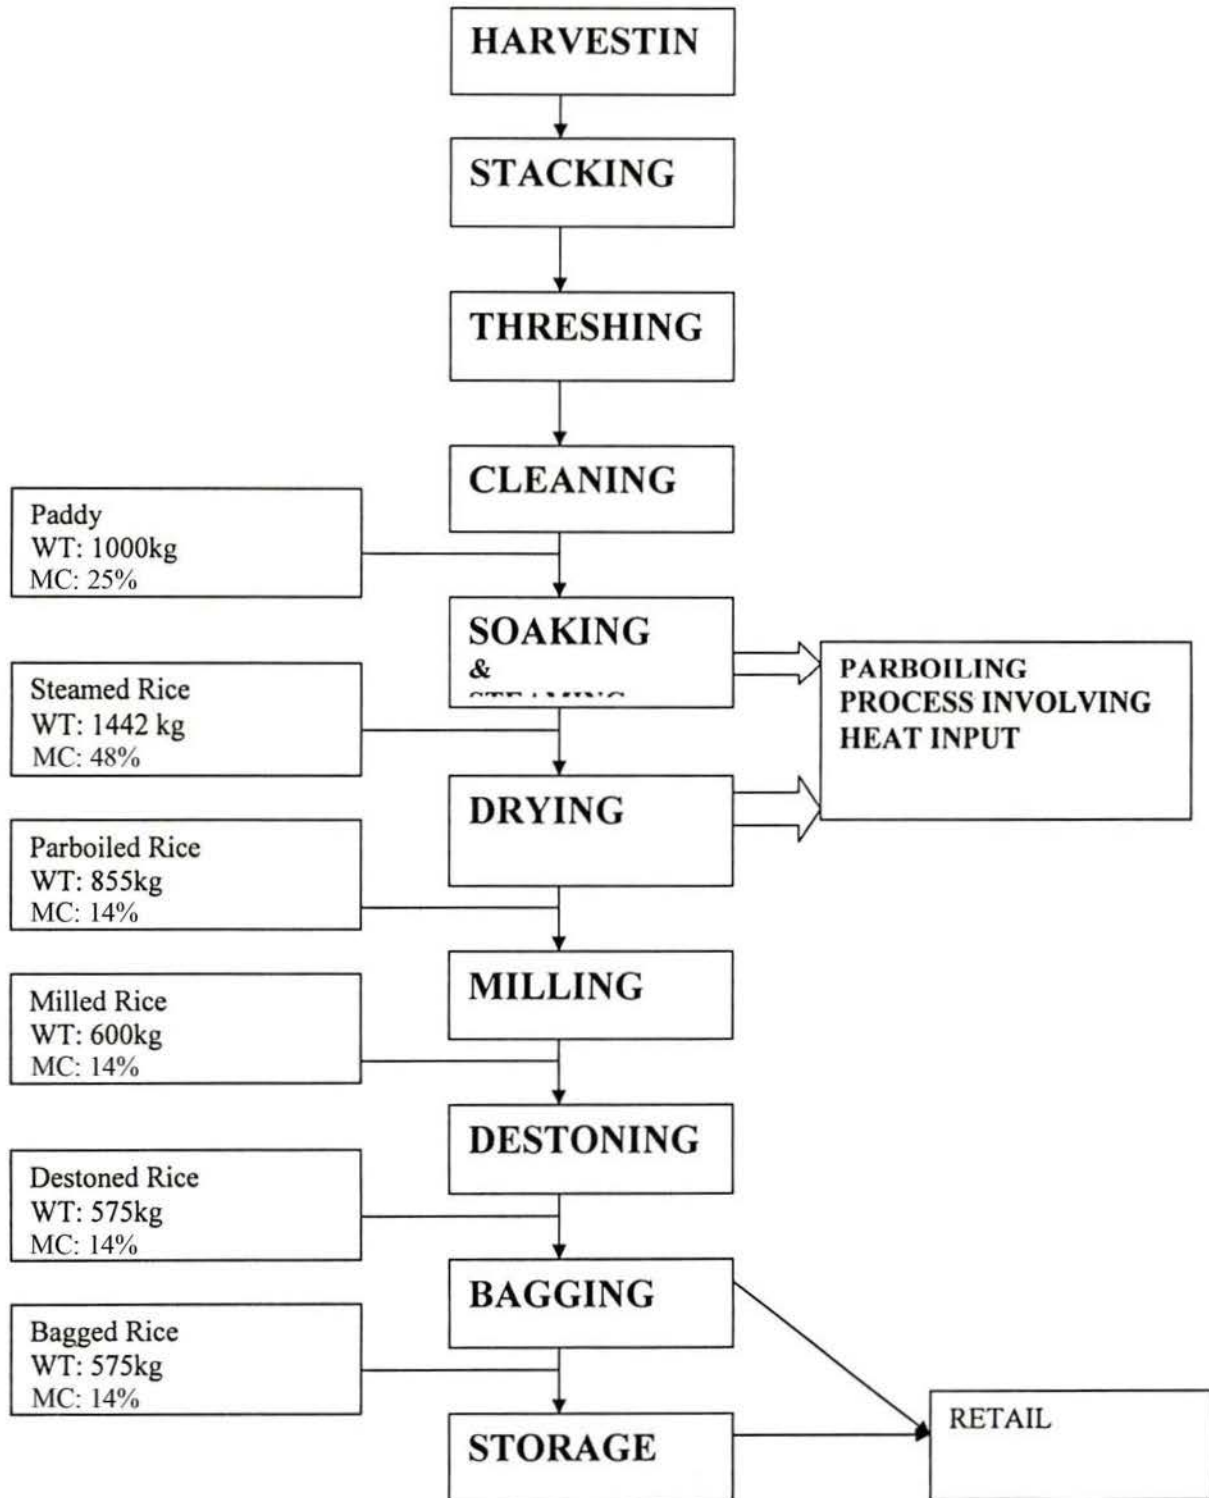 HARVESTIN
STACKING
THRESHING
CLEANING
Paddy
WT: 1000kg
MC: 25%
SOAKING
&
PARBOILING
PROCESS INVOLVING
HEAT INPUT
Steamed Rice
WT: 1442 kg
MC: 48%
DRYING
Parboiled Rice
WT: 855kg
MC: 14%
MILLING
Milled Rice
WT: 600kg
MC: 14%
DESTONING
Destoned Rice
WT: 575kg
MC: 14%
BAGGING
Bagged Rice
WT: 575kg
MC: 14%
STORAGE
RETAIL